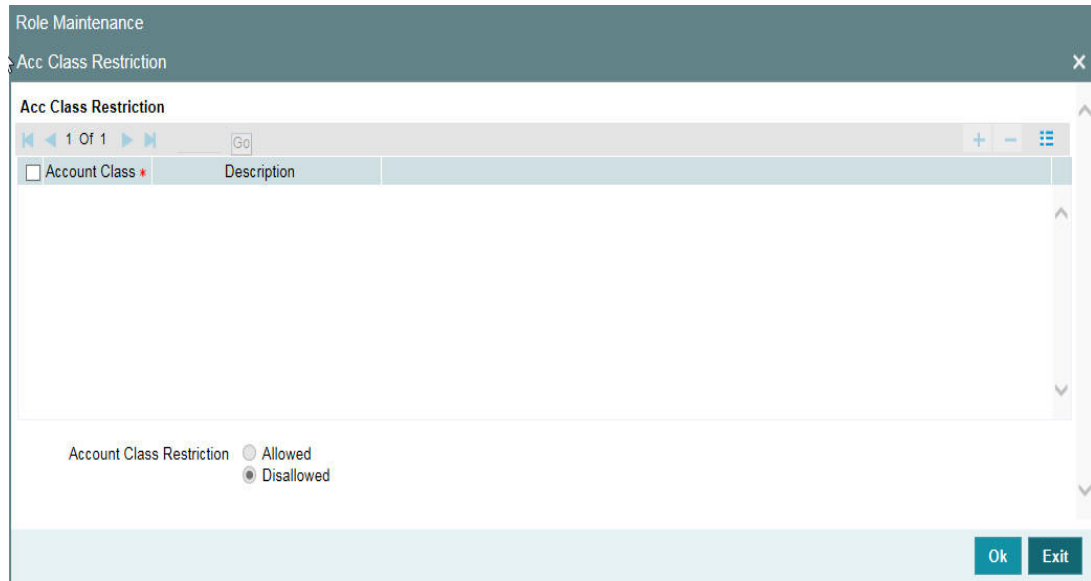 Role Maintenance
Acc Class Restriction
Acc Class Restriction
1 Of 1 Go
Account Class * Description
Account Class Restriction Allowed
Disallowed
Ok Exit